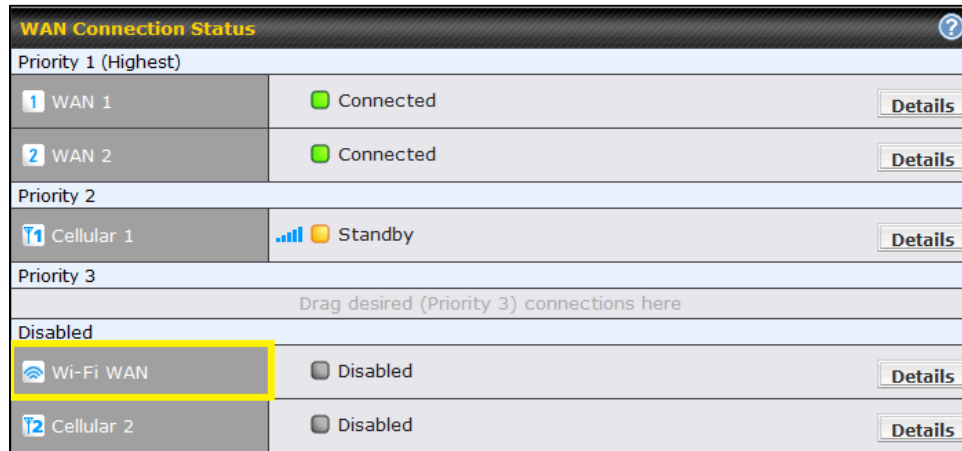 WAN Connection Status ?
Priority 1 (Highest)
1 WAN 1 Connected Details
2 WAN 2 Connected Details
Priority 2
1 Cellular 1 Standby Details
Priority 3
Drag desired (Priority 3) connections here
Disabled
Wi-Fi WAN Disabled Details
2 Cellular 2 Disabled Details